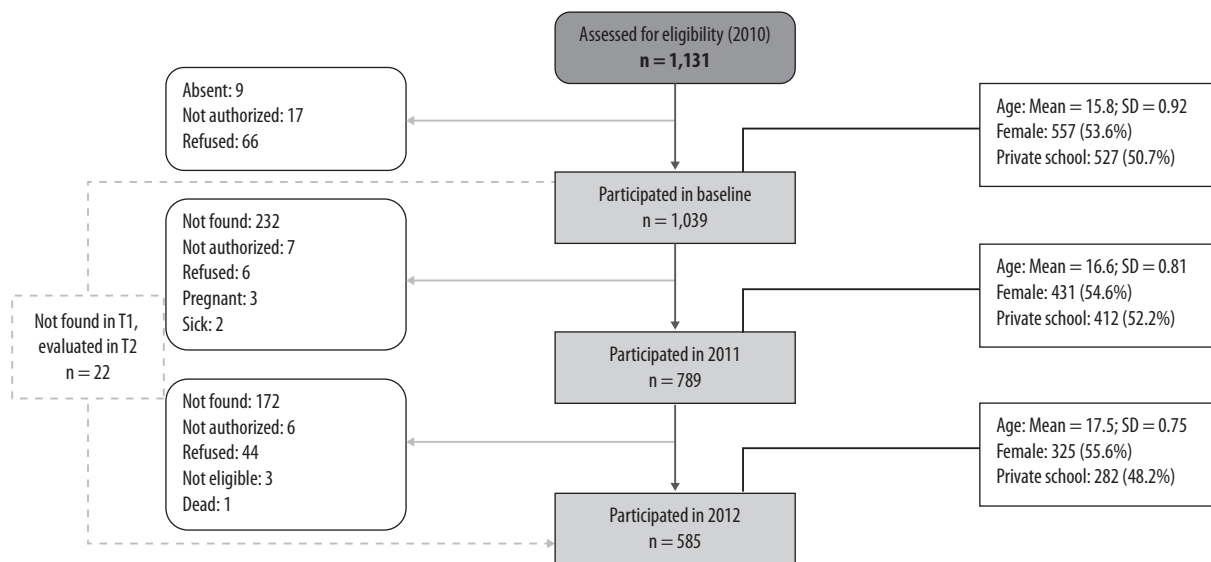 Assessed for eligibility (2010)
n = 1,131
Absent: 9
Not authorized: 17
Refused: 66
Age: Mean = 15.8; SD = 0.92
Female: 557 (53.6%)
Private school: 527 (50.7%)
Participated in baseline
n = 1,039
Not found: 232
Not authorized: 7
Refused: 6
Pregnant: 3
Sick: 2
Age: Mean = 16.6; SD = 0.81
Female: 431 (54.6%)
Private school: 412 (52.2%)
Not found in T1,
evaluated in T2
n = 22
Participated in 2011
n = 789
Not found: 172
Not authorized: 6
Refused: 44
Not eligible: 3
Dead: 1
Age: Mean = 17.5; SD = 0.75
Female: 325 (55.6%)
Private school: 282 (48.2%)
Participated in 2012
n = 585